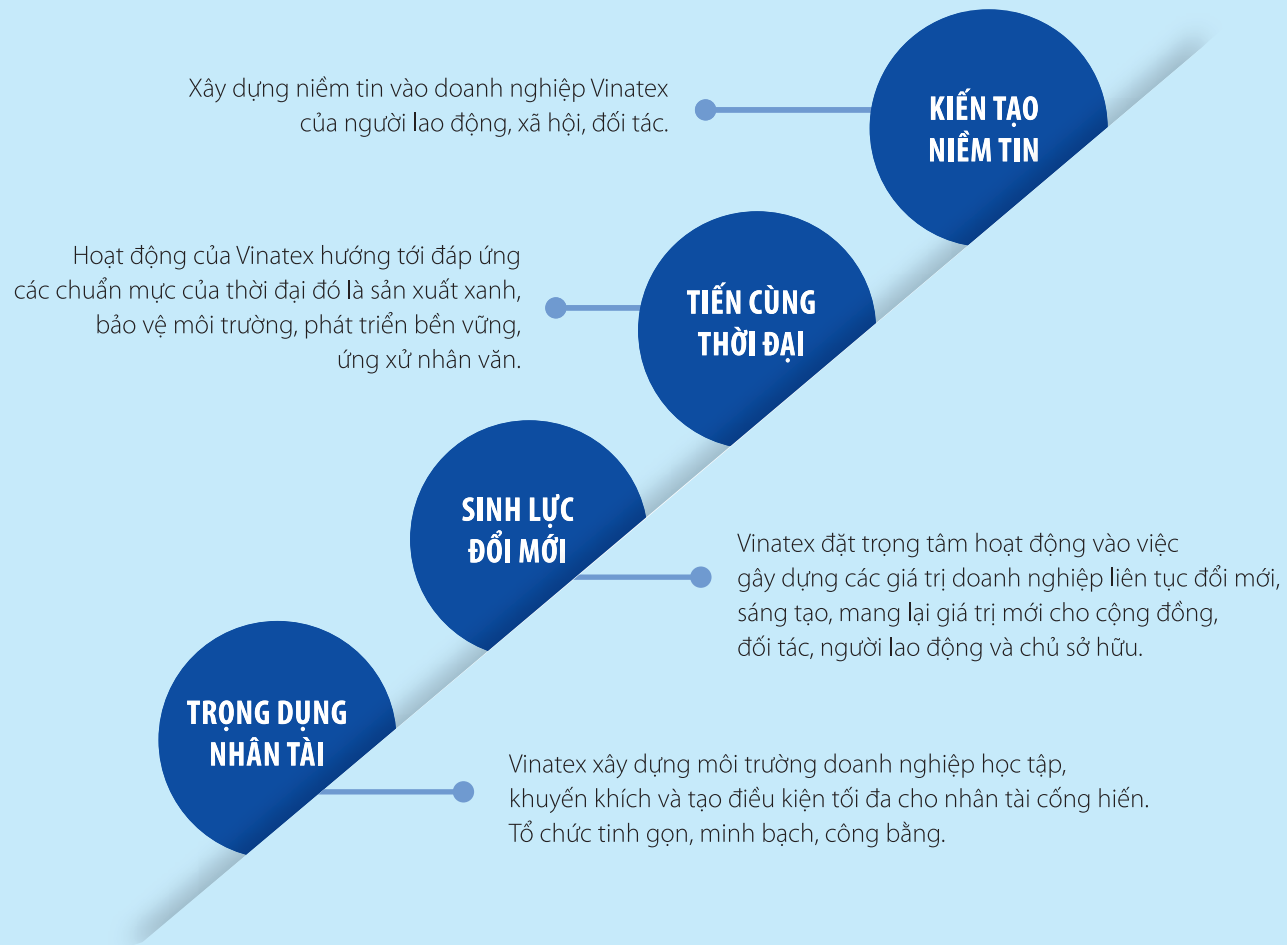 Xây dựng niềm tin vào doanh nghiệp Vinatex
của người lao động, xã hội, đối tác.
KIẾN TẠO
NIỀM TIN
Hoạt động của Vinatex hướng tới đáp ứng
các chuẩn mực của thời đại đó là sản xuất xanh,
bảo vệ môi trường, phát triển bền vững,
ứng xử nhân văn.
TIẾN CÙNG
THỜI ĐẠI
SINH LỰC
ĐỔI MỚI
Vinatex đặt trọng tâm hoạt động vào việc
gây dựng các giá trị doanh nghiệp liên tục đổi mới,
sáng tạo, mang lại giá trị mới cho cộng đồng,
đối tác, người lao động và chủ sở hữu.
TRỌNG DỤNG
NHÂN TÀI
Vinatex xây dựng môi trường doanh nghiệp học tập,
khuyến khích và tạo điều kiện tối đa cho nhân tài cống hiến.
Tổ chức tinh gọn, minh bạch, công bằng.